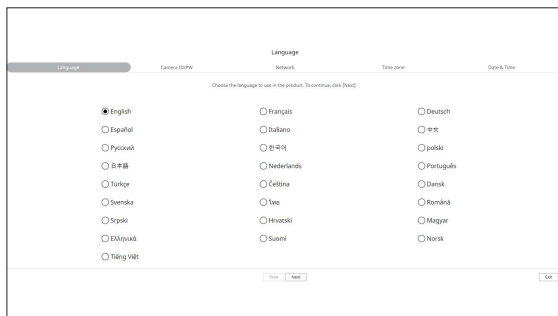 Language
Language Camera ID/PW Network Time zone Date & Time
Choose the language to use in the product. To continue, click [Next].
English Français Deutsch
Español Italiano 中文
Русский 한국어 polski
日本語 Nederlands Português
Türkçe Čeština Dansk
Svenska ไทย Română
Srpski Hrvatski Magyar
Ελληνικά Suomi Norsk
Tiếng Việt
Prev Next Exit